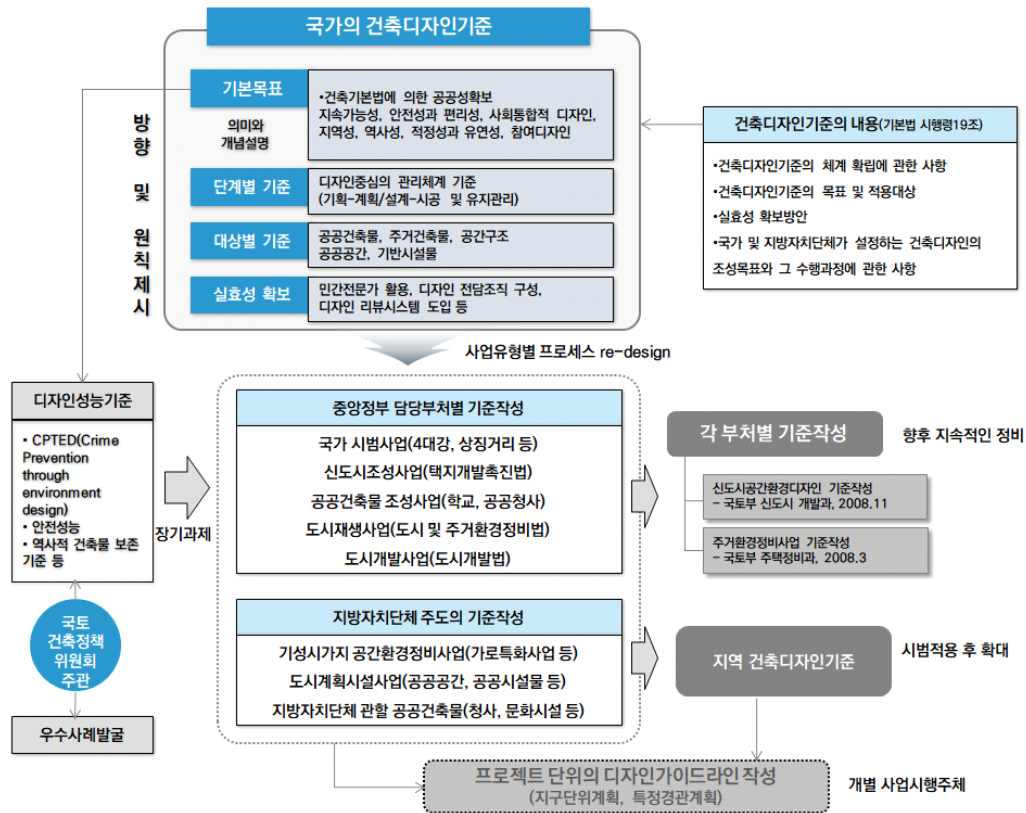 국가의 건축디자인기준
방향 및 원칙제시
기본목표
의미와
개념설명
•건축기본법에 의한 공공성확보
지속가능성, 안전성과 편리성, 사회통합적 디자인,
지역성, 역사성, 적정성과 유연성, 참여디자인
단계별 기준
디자인중심의 관리체계 기준
(기획-계획/설계-시공 및 유지관리)
대상별 기준
공공건축물, 주거건축물, 공간구조
공공공간, 기반시설물
실효성 확보
민간전문가 활용, 디자인 전담조직 구성,
디자인 리뷰시스템 도입 등
건축디자인기준의 내용(기본법 시행령19조)
•건축디자인기준의 체계 확립에 관한 사항
•건축디자인기준의 목표 및 적용대상
•실효성 확보방안
•국가 및 지방자치단체가 설정하는 건축디자인의
조성목표와 그 수행과정에 관한 사항
사업유형별 프로세스 re-design
디자인성능기준
• CPTED(Crime
Prevention
through
environment
design)
• 안전성능
• 역사적 건축물 보존
기준 등
장기과제
국토
건축정책
위원회
주관
우수사례발굴
중앙정부 담당부처별 기준작성
국가 시범사업(4대강, 상징거리 등)
신도시조성사업(택지개발촉진법)
공공건축물 조성사업(학교, 공공청사)
도시재생사업(도시 및 주거환경정비법)
도시개발사업(도시개발법)
각 부처별 기준작성
향후 지속적인 정비
신도시공간환경디자인 기준작성
- 국토부 신도시 개발과, 2008.11
주거환경정비사업 기준작성
- 국토부 주택정비과, 2008.3
지방자치단체 주도의 기준작성
기성시가지 공간환경정비사업(가로특화사업 등)
도시계획시설사업(공공공간, 공공시설물 등)
지방자치단체 관할 공공건축물(청사, 문화시설 등)
지역 건축디자인기준
시범적용 후 확대
프로젝트 단위의 디자인가이드라인 작성
(지구단위계획, 특정경관계획)
개별 사업시행주체